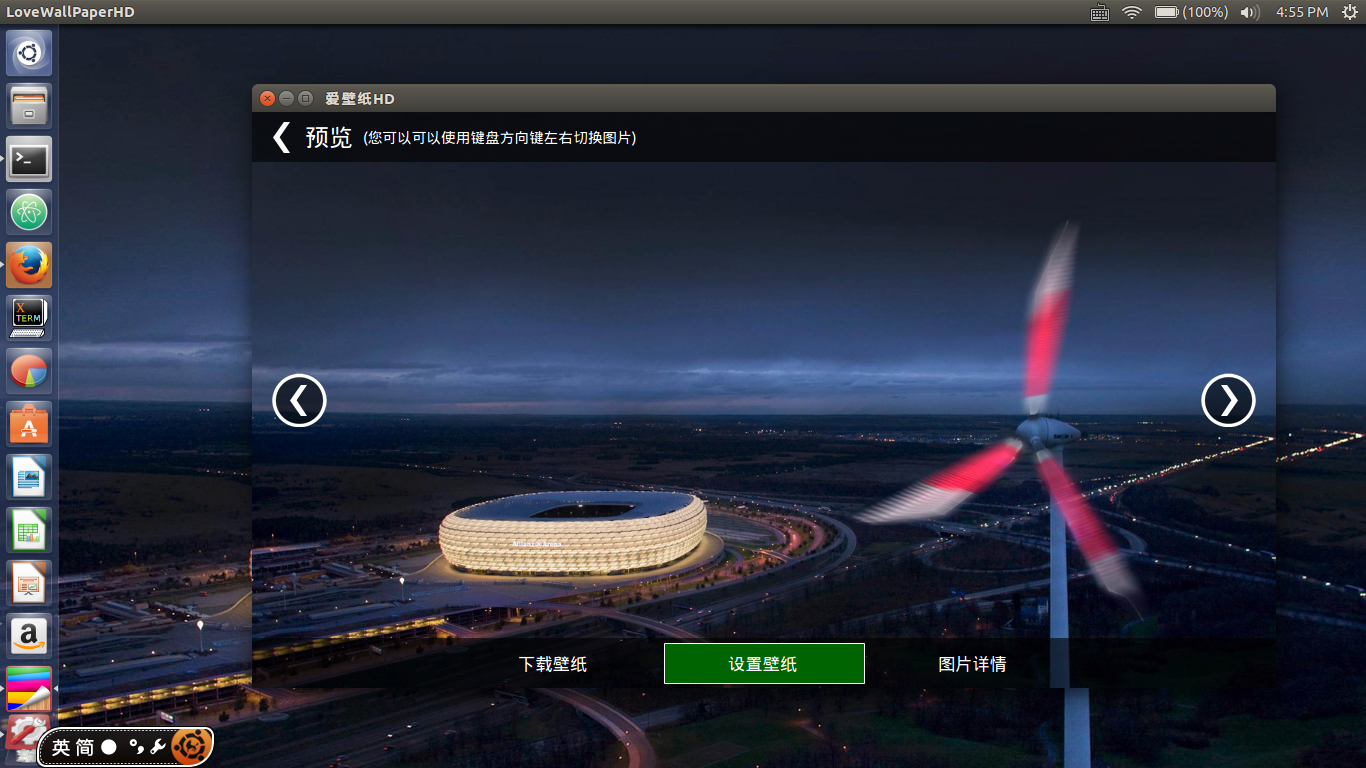 LoveWallPaperHD
(100%)
4:55 PM
爱壁纸HD
预览 (您可以可以使用键盘方向键左右切换图片)
>_
X
TERM
A
Allianz Arena
a
下载壁纸
设置壁纸
图片详情
英 简